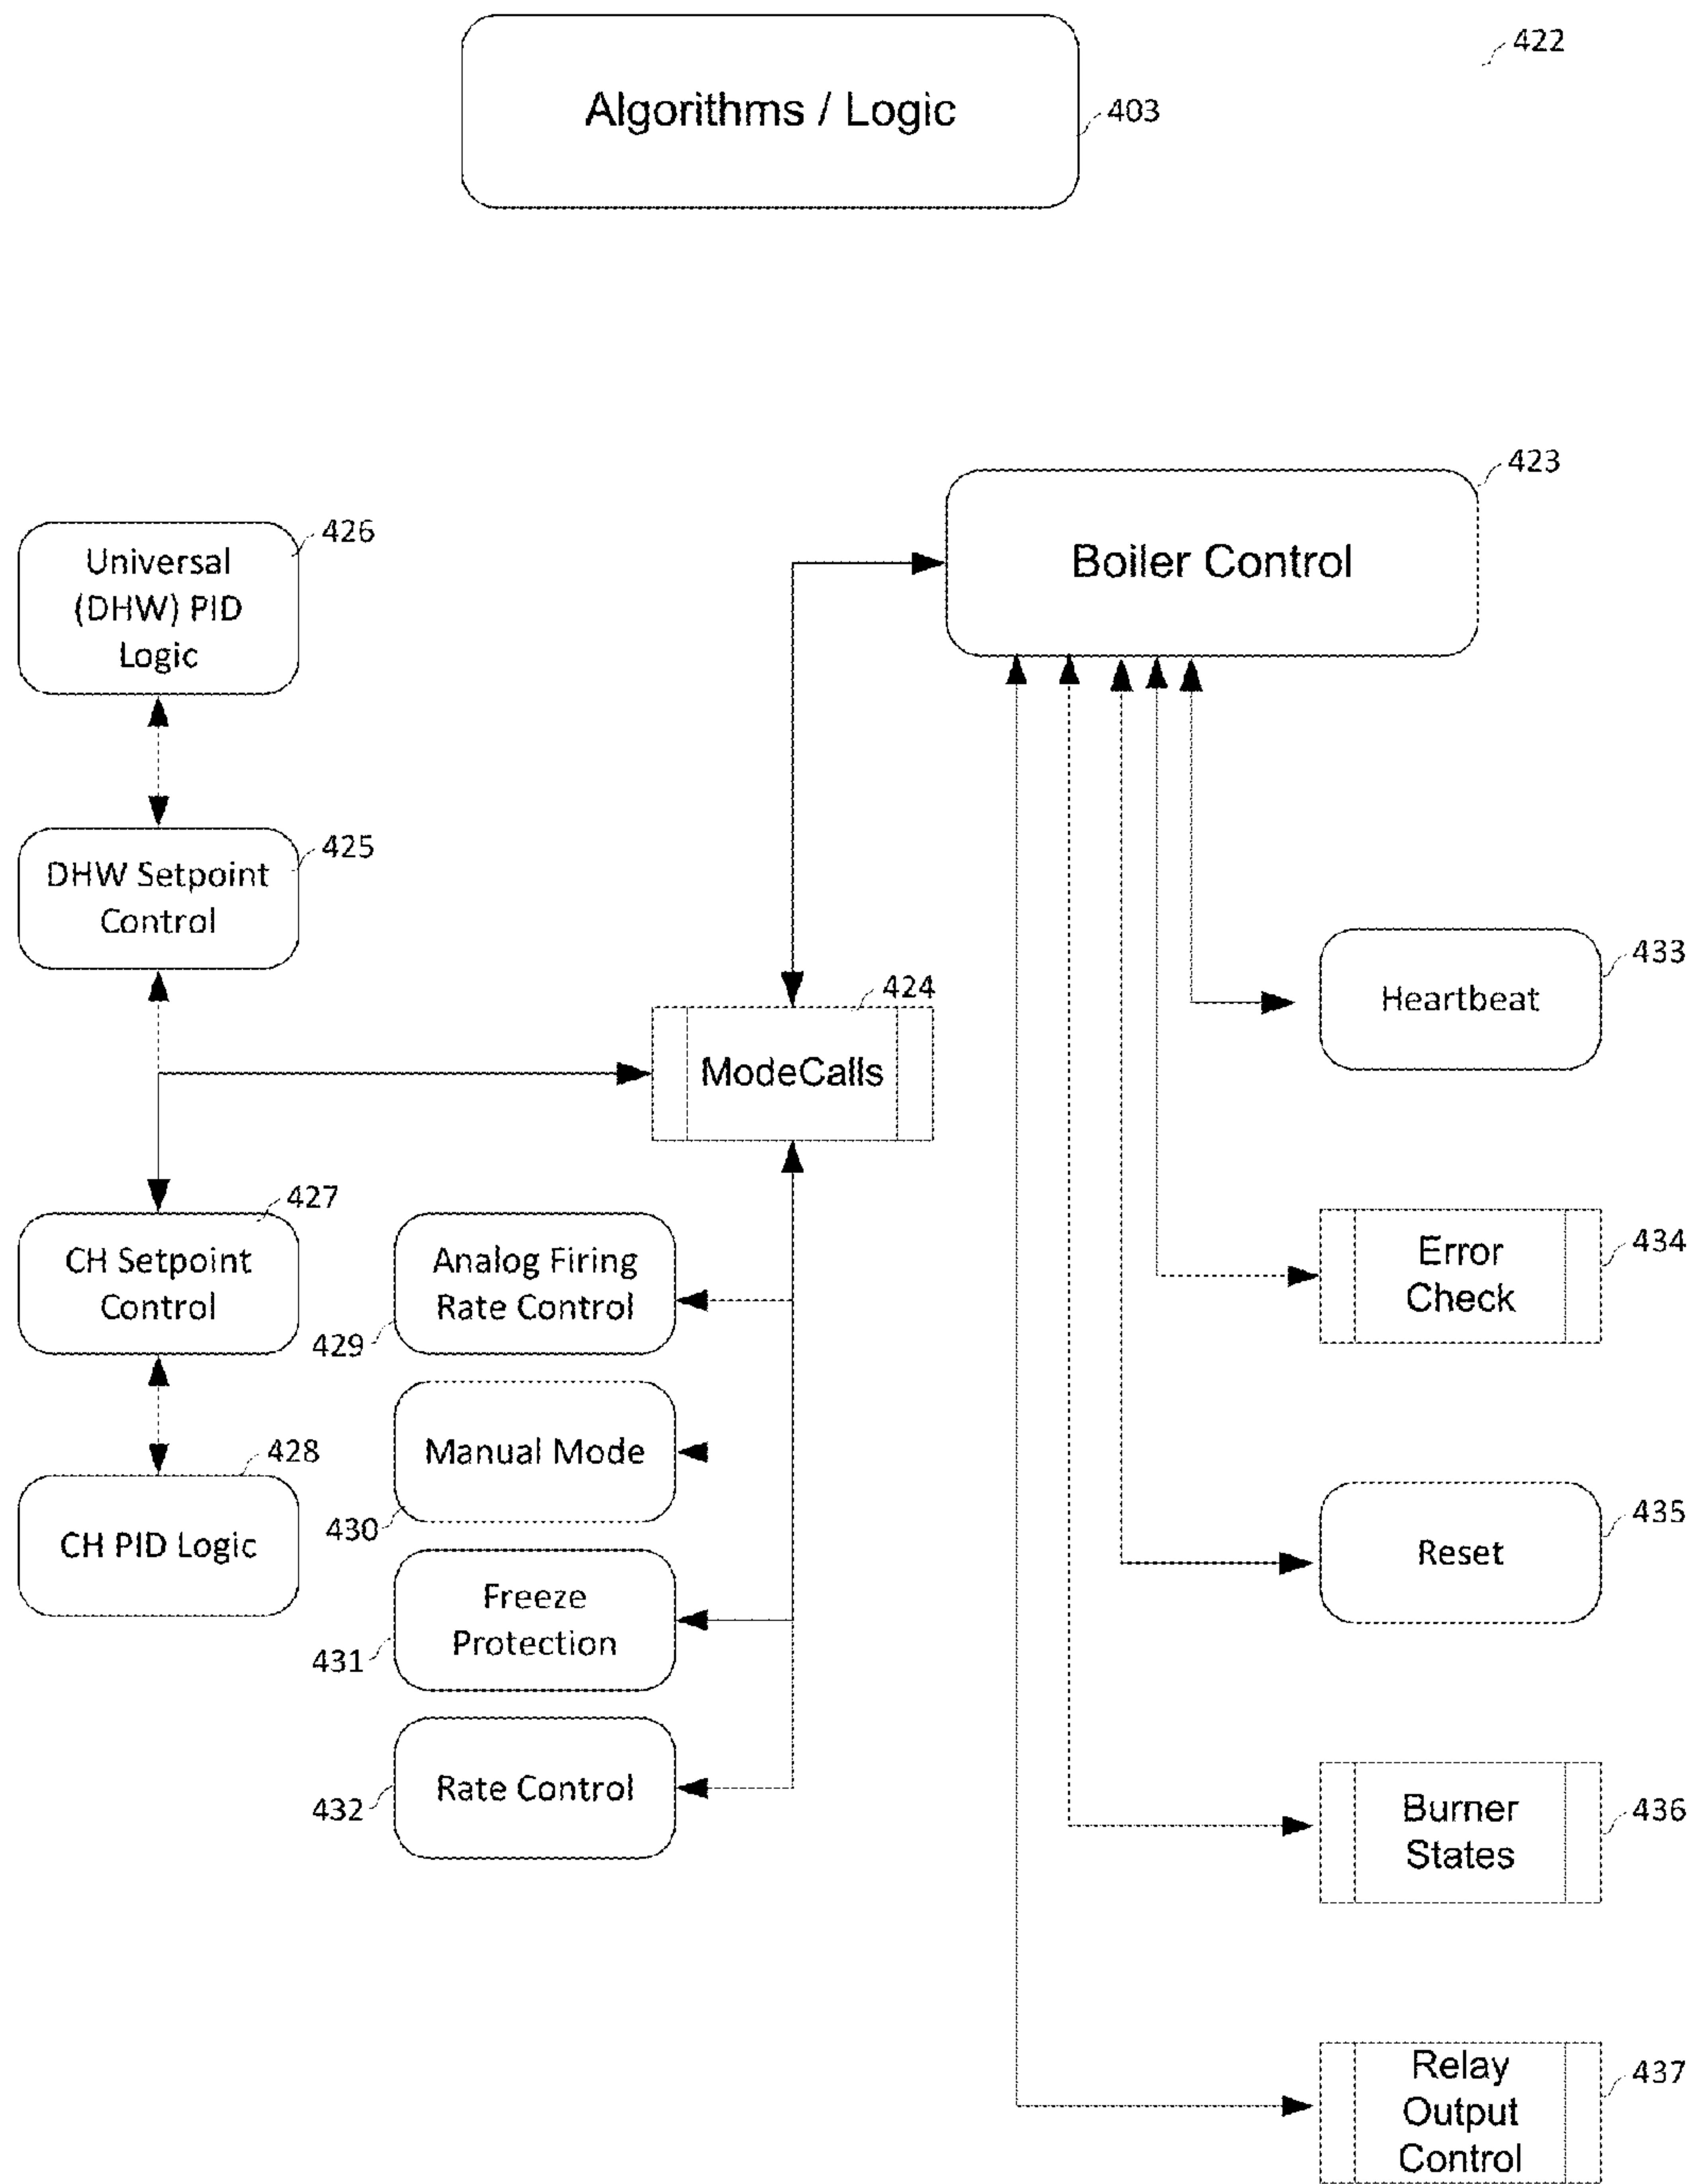 422
Algorithms / Logic
403
423
Boiler Control
426
Universal
(DHW) PID
Logic
425
DHW Setpoint
Control
424
ModeCalls
433
Heartbeat
427
CH Setpoint
Control
Analog Firing
Rate Control
429
434
Error
Check
428
CH PID Logic
Manual Mode
430
435
Reset
Freeze
Protection
431
Rate Control
432
436
Burner
States
437
Relay
Output
Control